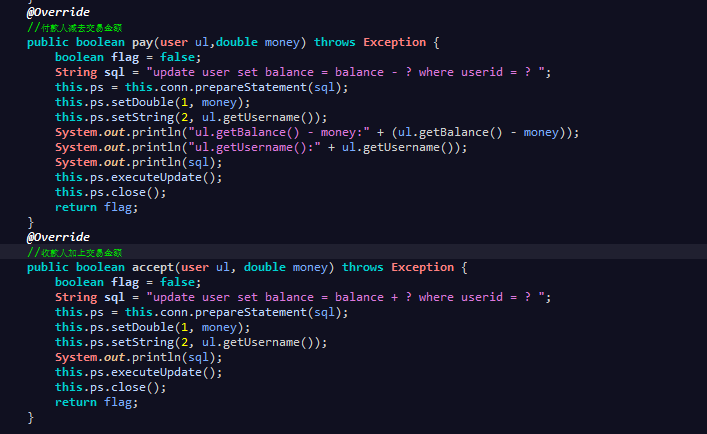 @Override
//付款人减去交易金额
public boolean pay(user ul,double money) throws Exception {
boolean flag = false;
String sql = "update user set balance = balance - ? where userid = ? ";
this.ps = this.conn.prepareStatement(sql);
this.ps.setDouble(1, money);
this.ps.setString(2, ul.getUsername());
System.out.println("ul.getBalance() - money:" + (ul.getBalance() - money));
System.out.println("ul.getUsername():" + ul.getUsername());
System.out.println(sql);
this.ps.executeUpdate();
this.ps.close();
return flag;
}
@Override
//收款人加上交易金额
public boolean accept(user ul, double money) throws Exception {
boolean flag = false;
String sql = "update user set balance = balance + ? where userid = ? ";
this.ps = this.conn.prepareStatement(sql);
this.ps.setDouble(1, money);
this.ps.setString(2, ul.getUsername());
System.out.println(sql);
this.ps.executeUpdate();
this.ps.close();
return flag;
}